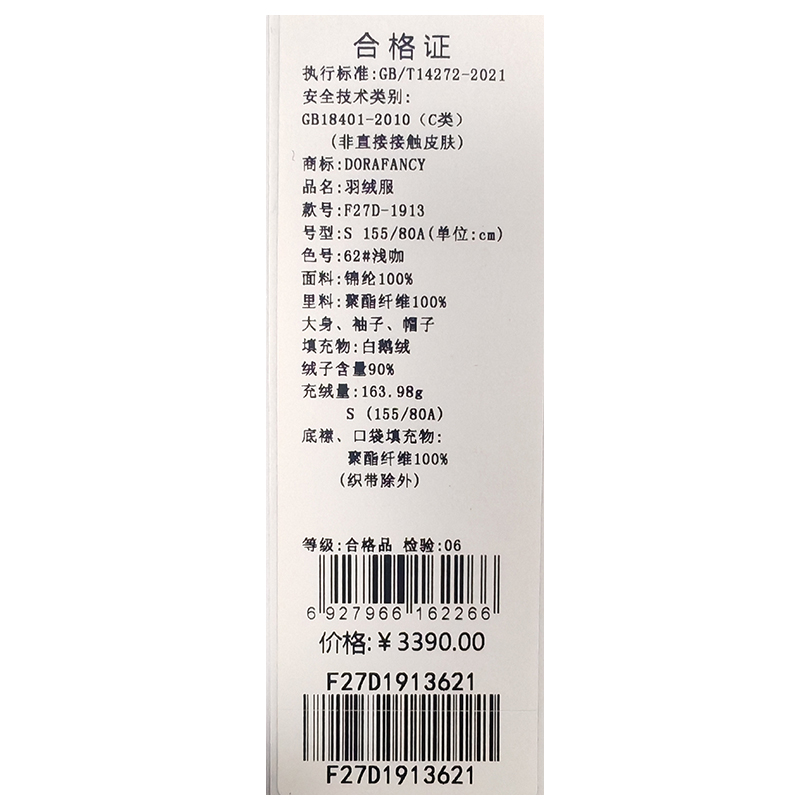 合格证
执行标准:GB/T14272-2021
安全技术类别:
GB18401-2010（C类）
(非直接接触皮肤)
商标:DORAFANCY
品名:羽绒服
款号:F27D-1913
号型:S 155/80A(单位:cm)
色号:62#浅咖
面料:锦纶100%
里料:聚酯纤维100%
大身、袖子、帽子
填充物:白鹅绒
绒子含量90%
充绒量:163.98g
S (155/80A)
底襟、口袋填充物:
聚酯纤维100%
(织带除外)
等级:合格品 检验:06
6 927966 162266
价格:￥3390.00
F27D1913621
F27D1913621